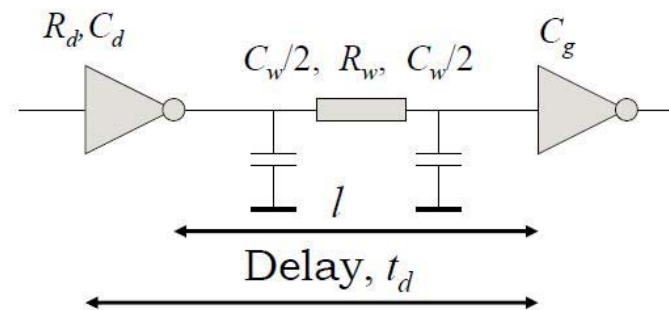 R_d, C_d
C_w/2, R_w, C_w/2
C_g
l
Delay, t_d